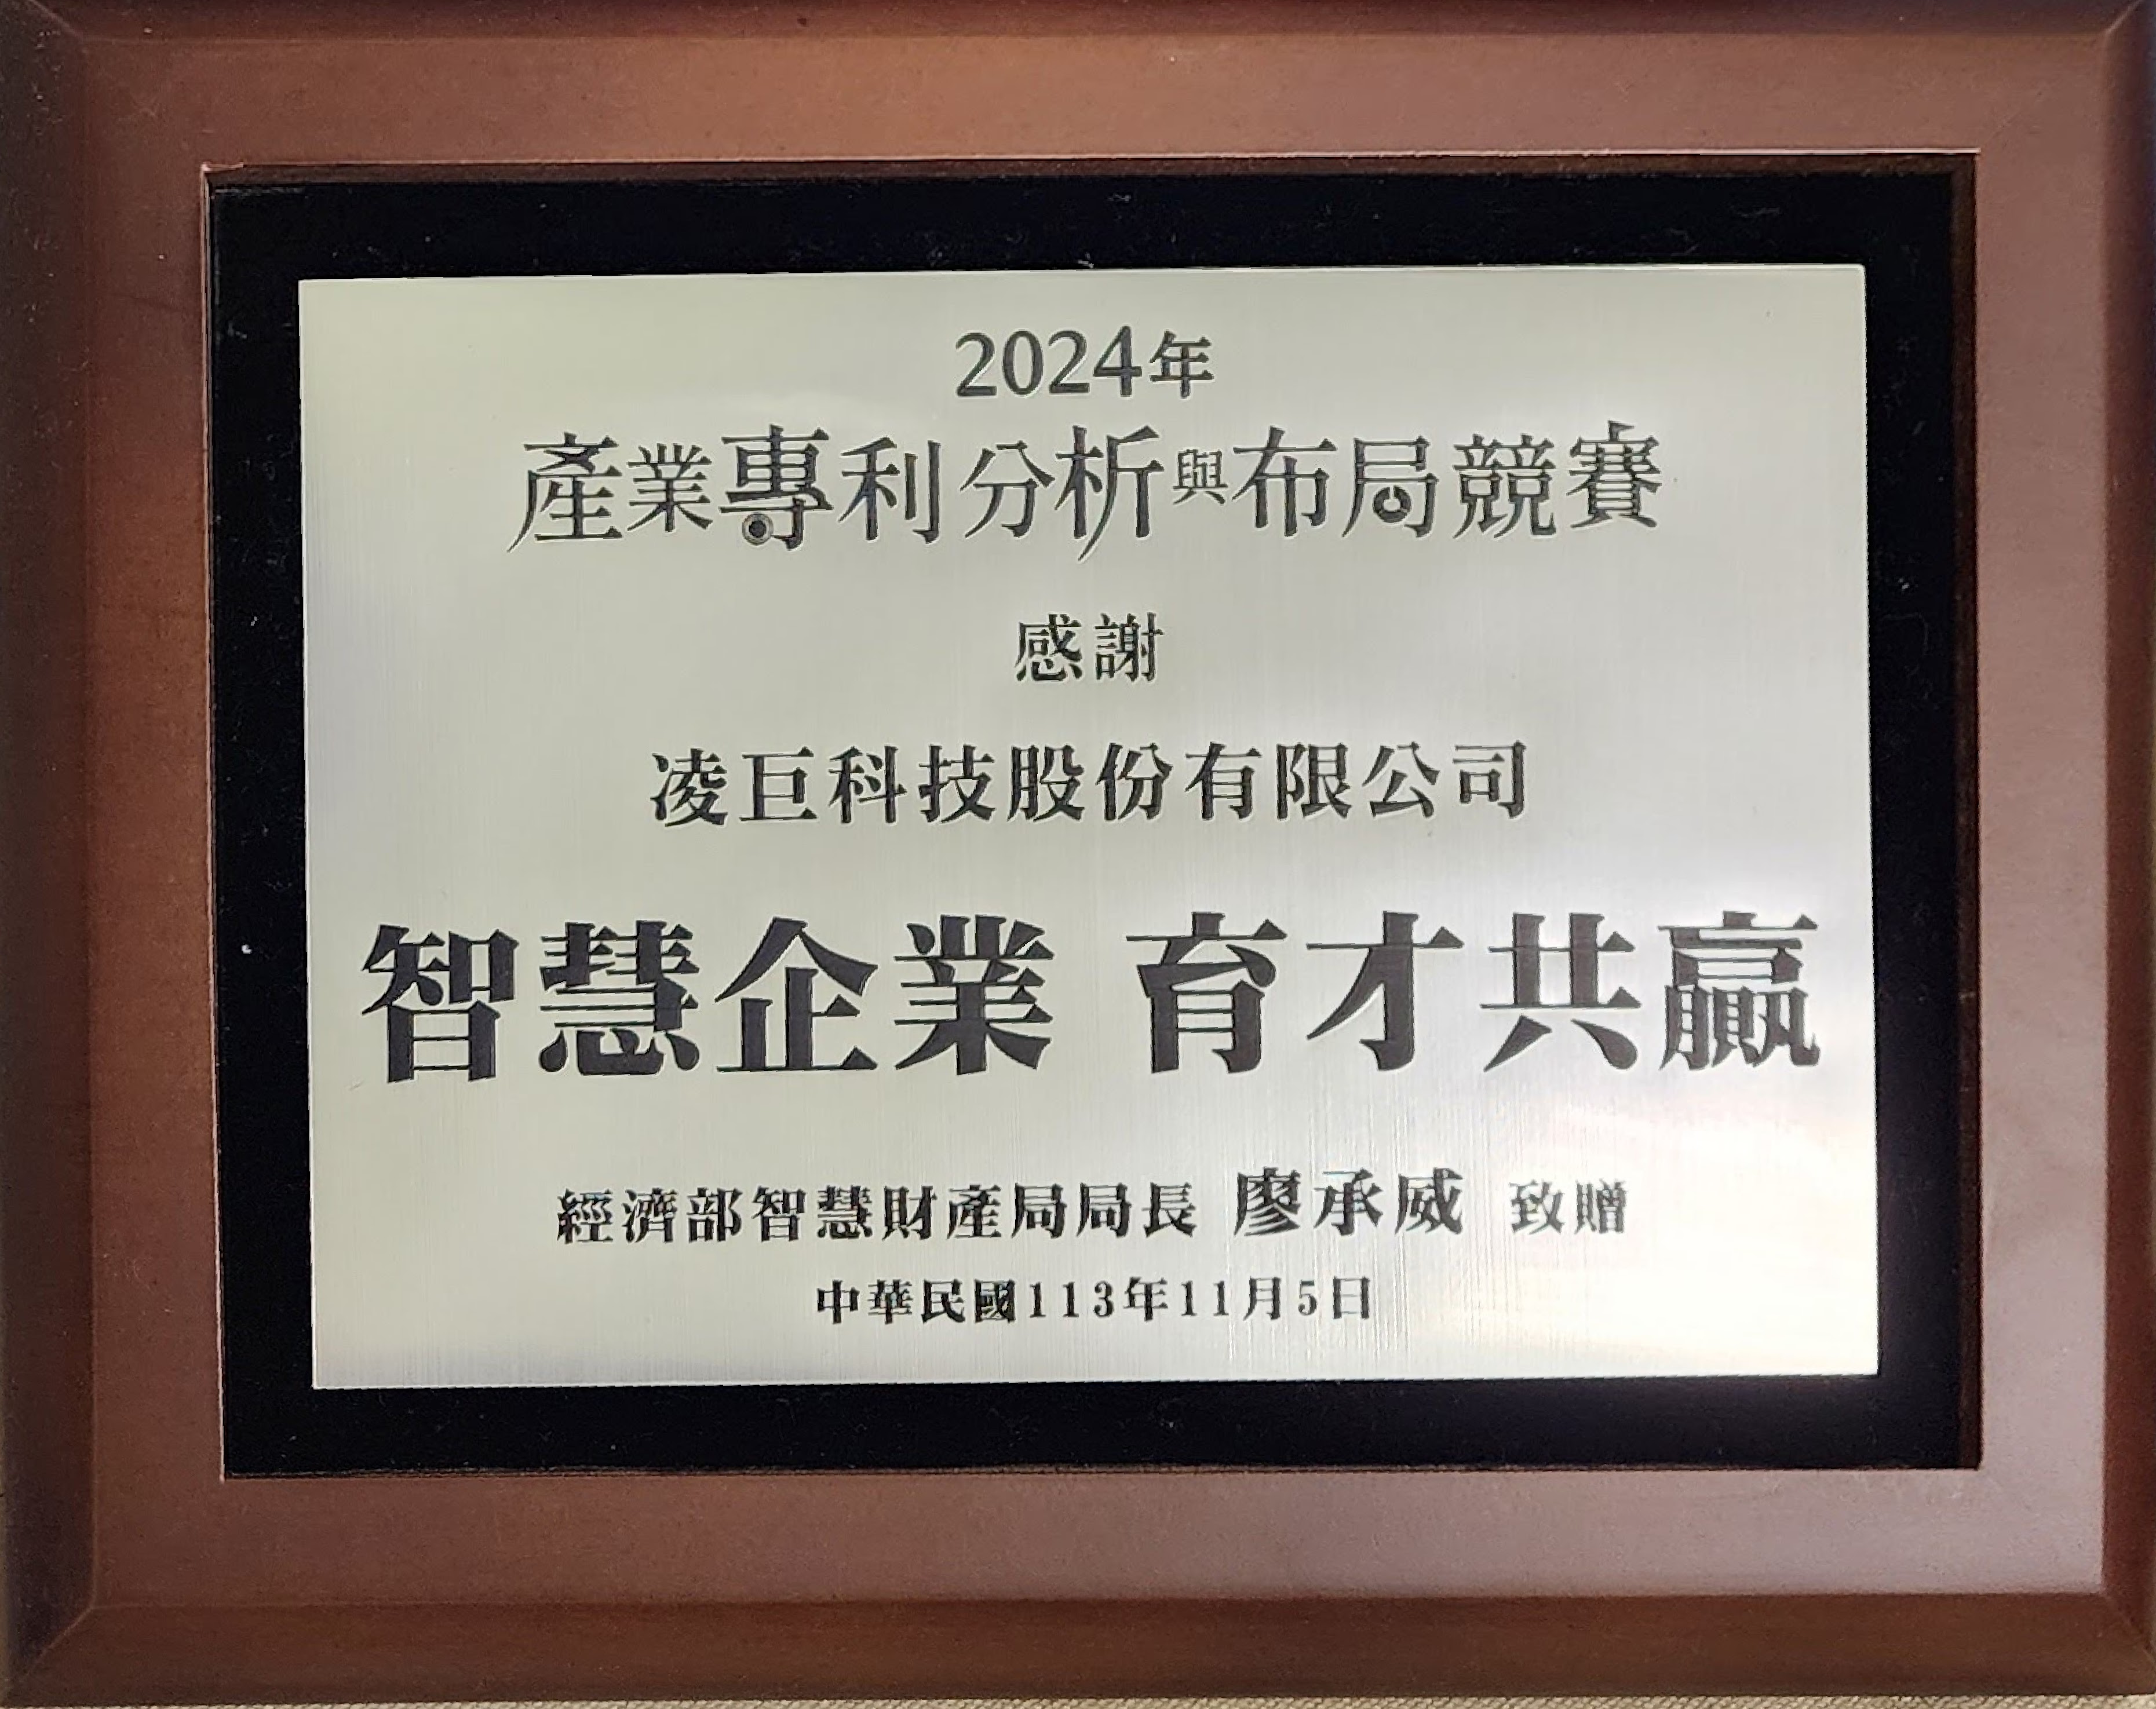 2024年
產業專利分析與布局競賽
感謝
凌巨科技股份有限公司
智慧企業 育才共贏
經濟部智慧財產局局長 廖承威 致贈
中華民國113年11月5日